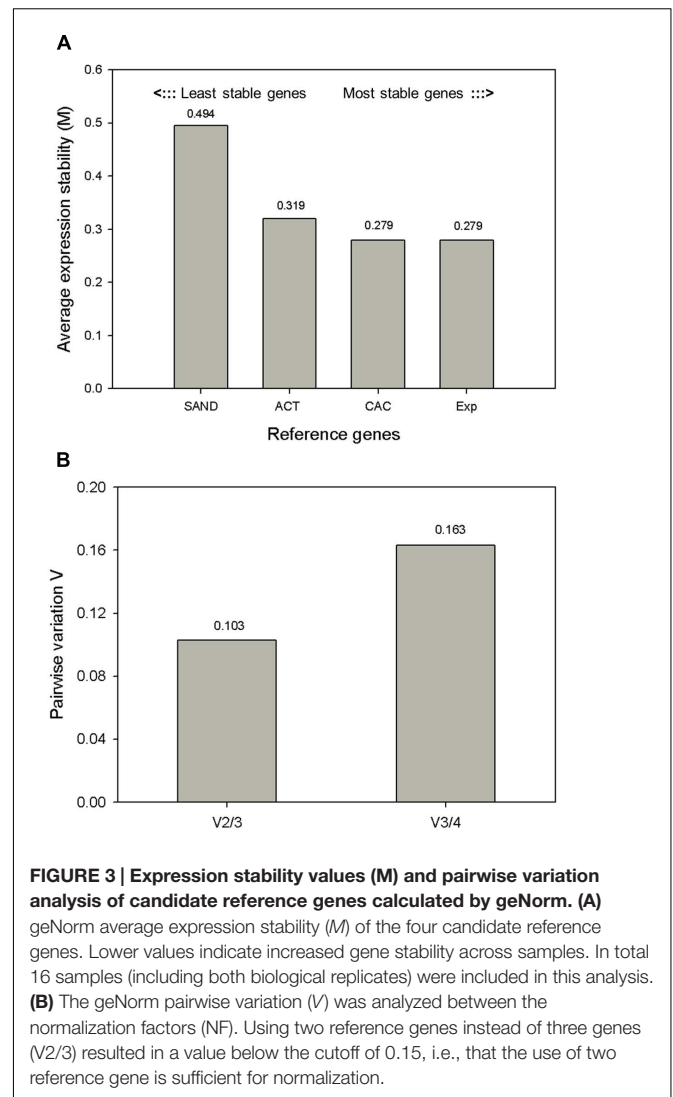 A
0.6
0.5
0.4
0.3
0.2
0.1
0.0
Average expression stability (M)
<::: Least stable genes Most stable genes :::>
0.494
0.319
0.279
0.279
SAND ACT CAC Exp
Reference genes
B
0.20
0.16
0.12
0.08
0.04
0.00
Pairwise variation V
0.103
0.163
V2/3 V3/4
FIGURE 3 | Expression stability values (M) and pairwise variation
analysis of candidate reference genes calculated by geNorm. (A)
geNorm average expression stability (M) of the four candidate reference
genes. Lower values indicate increased gene stability across samples. In total
16 samples (including both biological replicates) were included in this analysis.
(B) The geNorm pairwise variation (V) was analyzed between the
normalization factors (NF). Using two reference genes instead of three genes
(V2/3) resulted in a value below the cutoff of 0.15, i.e., that the use of two
reference gene is sufficient for normalization.